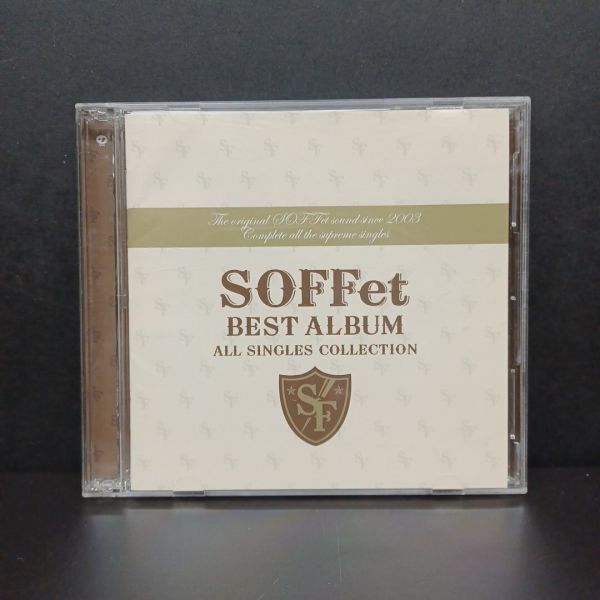 The original SOFFet sound since 2003
Complete all the supreme singles
SOFFet
BEST ALBUM
ALL SINGLES COLLECTION
SF